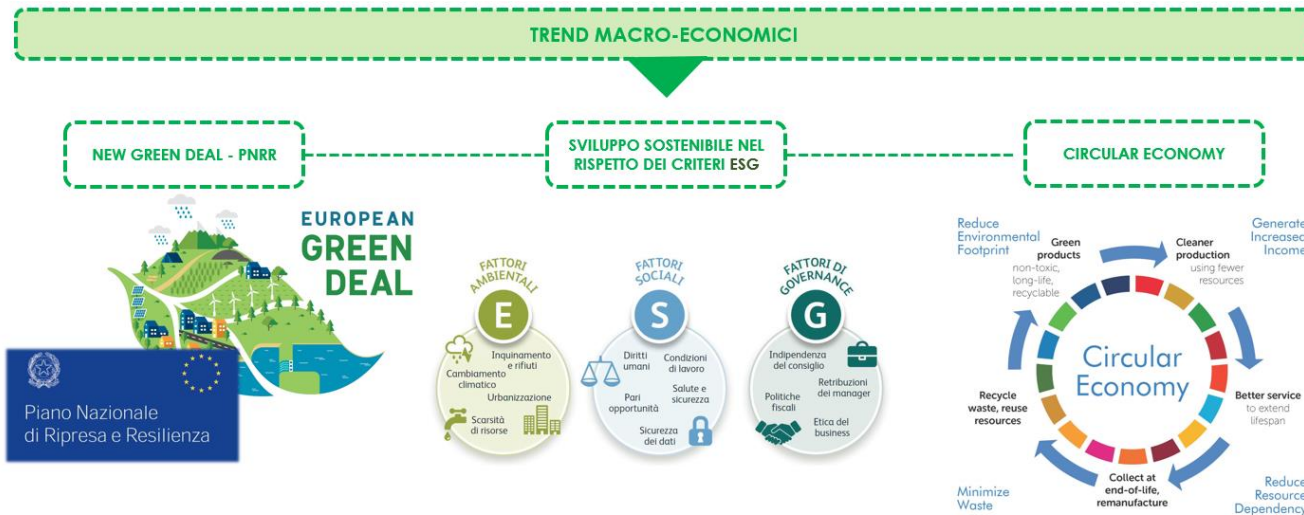 TREND MACRO-ECONOMICI
NEW GREEN DEAL - PNRR
SVILUPPO SOSTENIBILE NEL
RISPETTO DEI CRITERI ESG
CIRCULAR ECONOMY
EUROPEAN
GREEN
DEAL
Piano Nazionale
di Ripresa e Resilienza
FATTORI
AMBIENTALI
E
Inquinamento
e rifiuti
Cambiamento
climatico
Urbanizzazione
Scarsità
di risorse
FATTORI
SOCIALI
S
Diritti
umani
Condizioni
di lavoro
Pari
opportunità
Salute e
sicurezza
Sicurezza
dei dati
FATTORI DI
GOVERNANCE
G
Indipendenza
del consiglio
Retribuzioni
dei manager
Politiche
fiscali
Etica del
business
Reduce
Environmental
Footprint
Generate
Increased
Income
Green
products
non-toxic,
long-life,
recyclable
Cleaner
production
using fewer
resources
Circular
Economy
Recycle
waste, reuse
resources
Better service
to extend
lifespan
Collect at
end-of-life,
remanufacture
Minimize
Waste
Reduce
Resource
Dependency